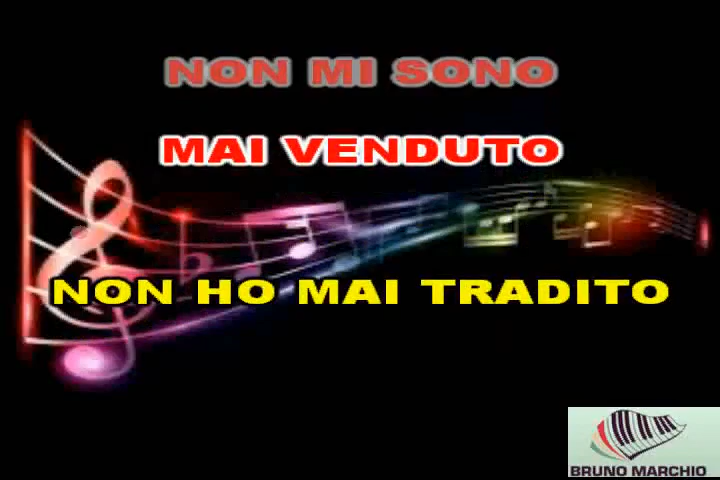 NON MI SONO
MAI VENDUTO
NON HO MAI TRADITO
BRUNO MARCHIO